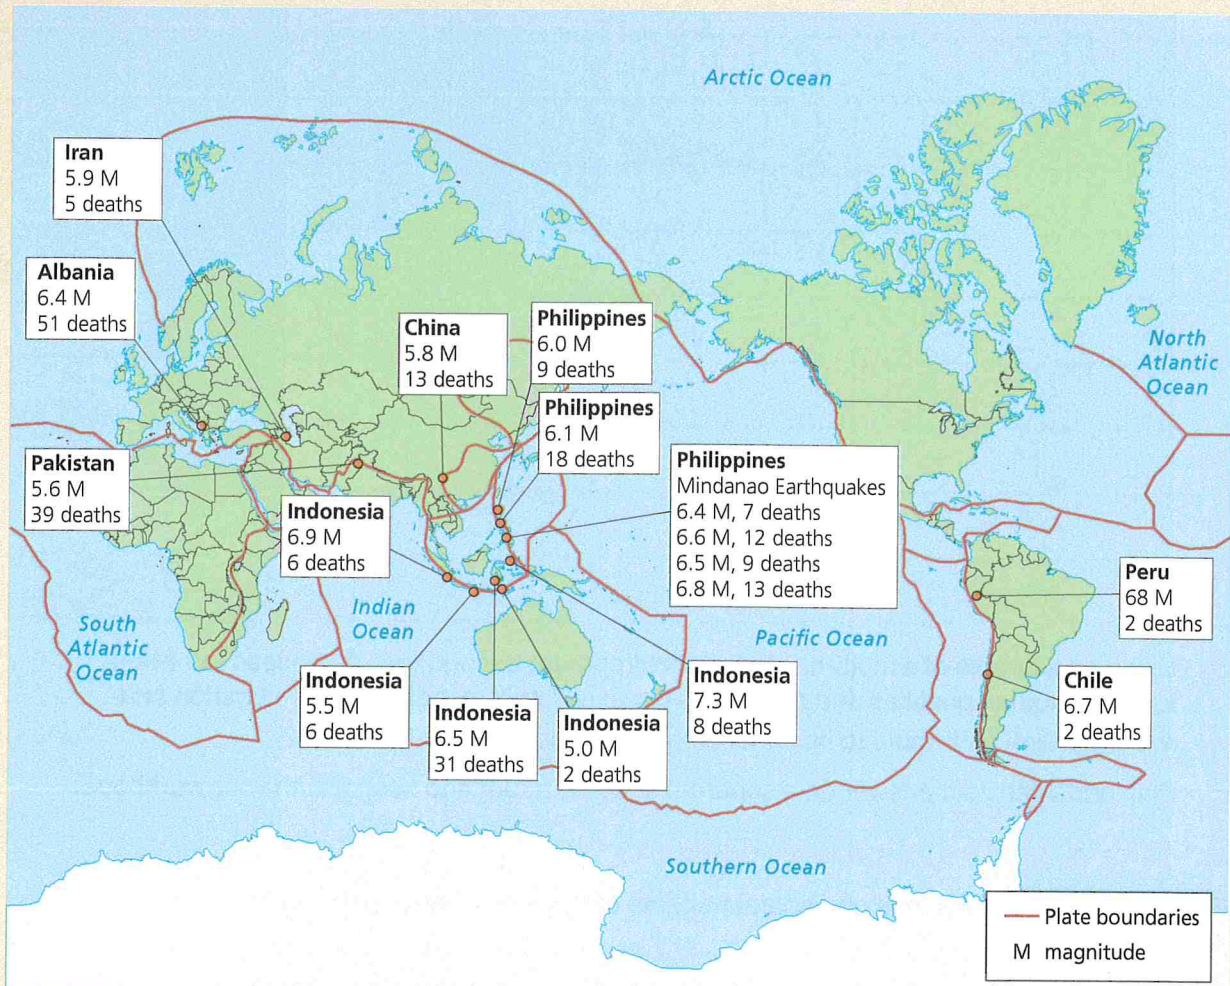 Arctic Ocean
Iran
5.9 M
5 deaths
Albania
6.4 M
51 deaths
China
5.8 M
13 deaths
Philippines
6.0 M
9 deaths
North
Atlantic
Ocean
Philippines
6.1 M
18 deaths
Pakistan
5.6 M
39 deaths
Philippines
Mindanao Earthquakes
6.4 M, 7 deaths
6.6 M, 12 deaths
6.5 M, 9 deaths
6.8 M, 13 deaths
Indonesia
6.9 M
6 deaths
Peru
68 M
2 deaths
South
Atlantic
Ocean
Indian
Ocean
Pacific Ocean
Indonesia
5.5 M
6 deaths
Indonesia
6.5 M
31 deaths
Indonesia
5.0 M
2 deaths
Indonesia
7.3 M
8 deaths
Chile
6.7 M
2 deaths
Southern Ocean
Plate boundaries
M magnitude